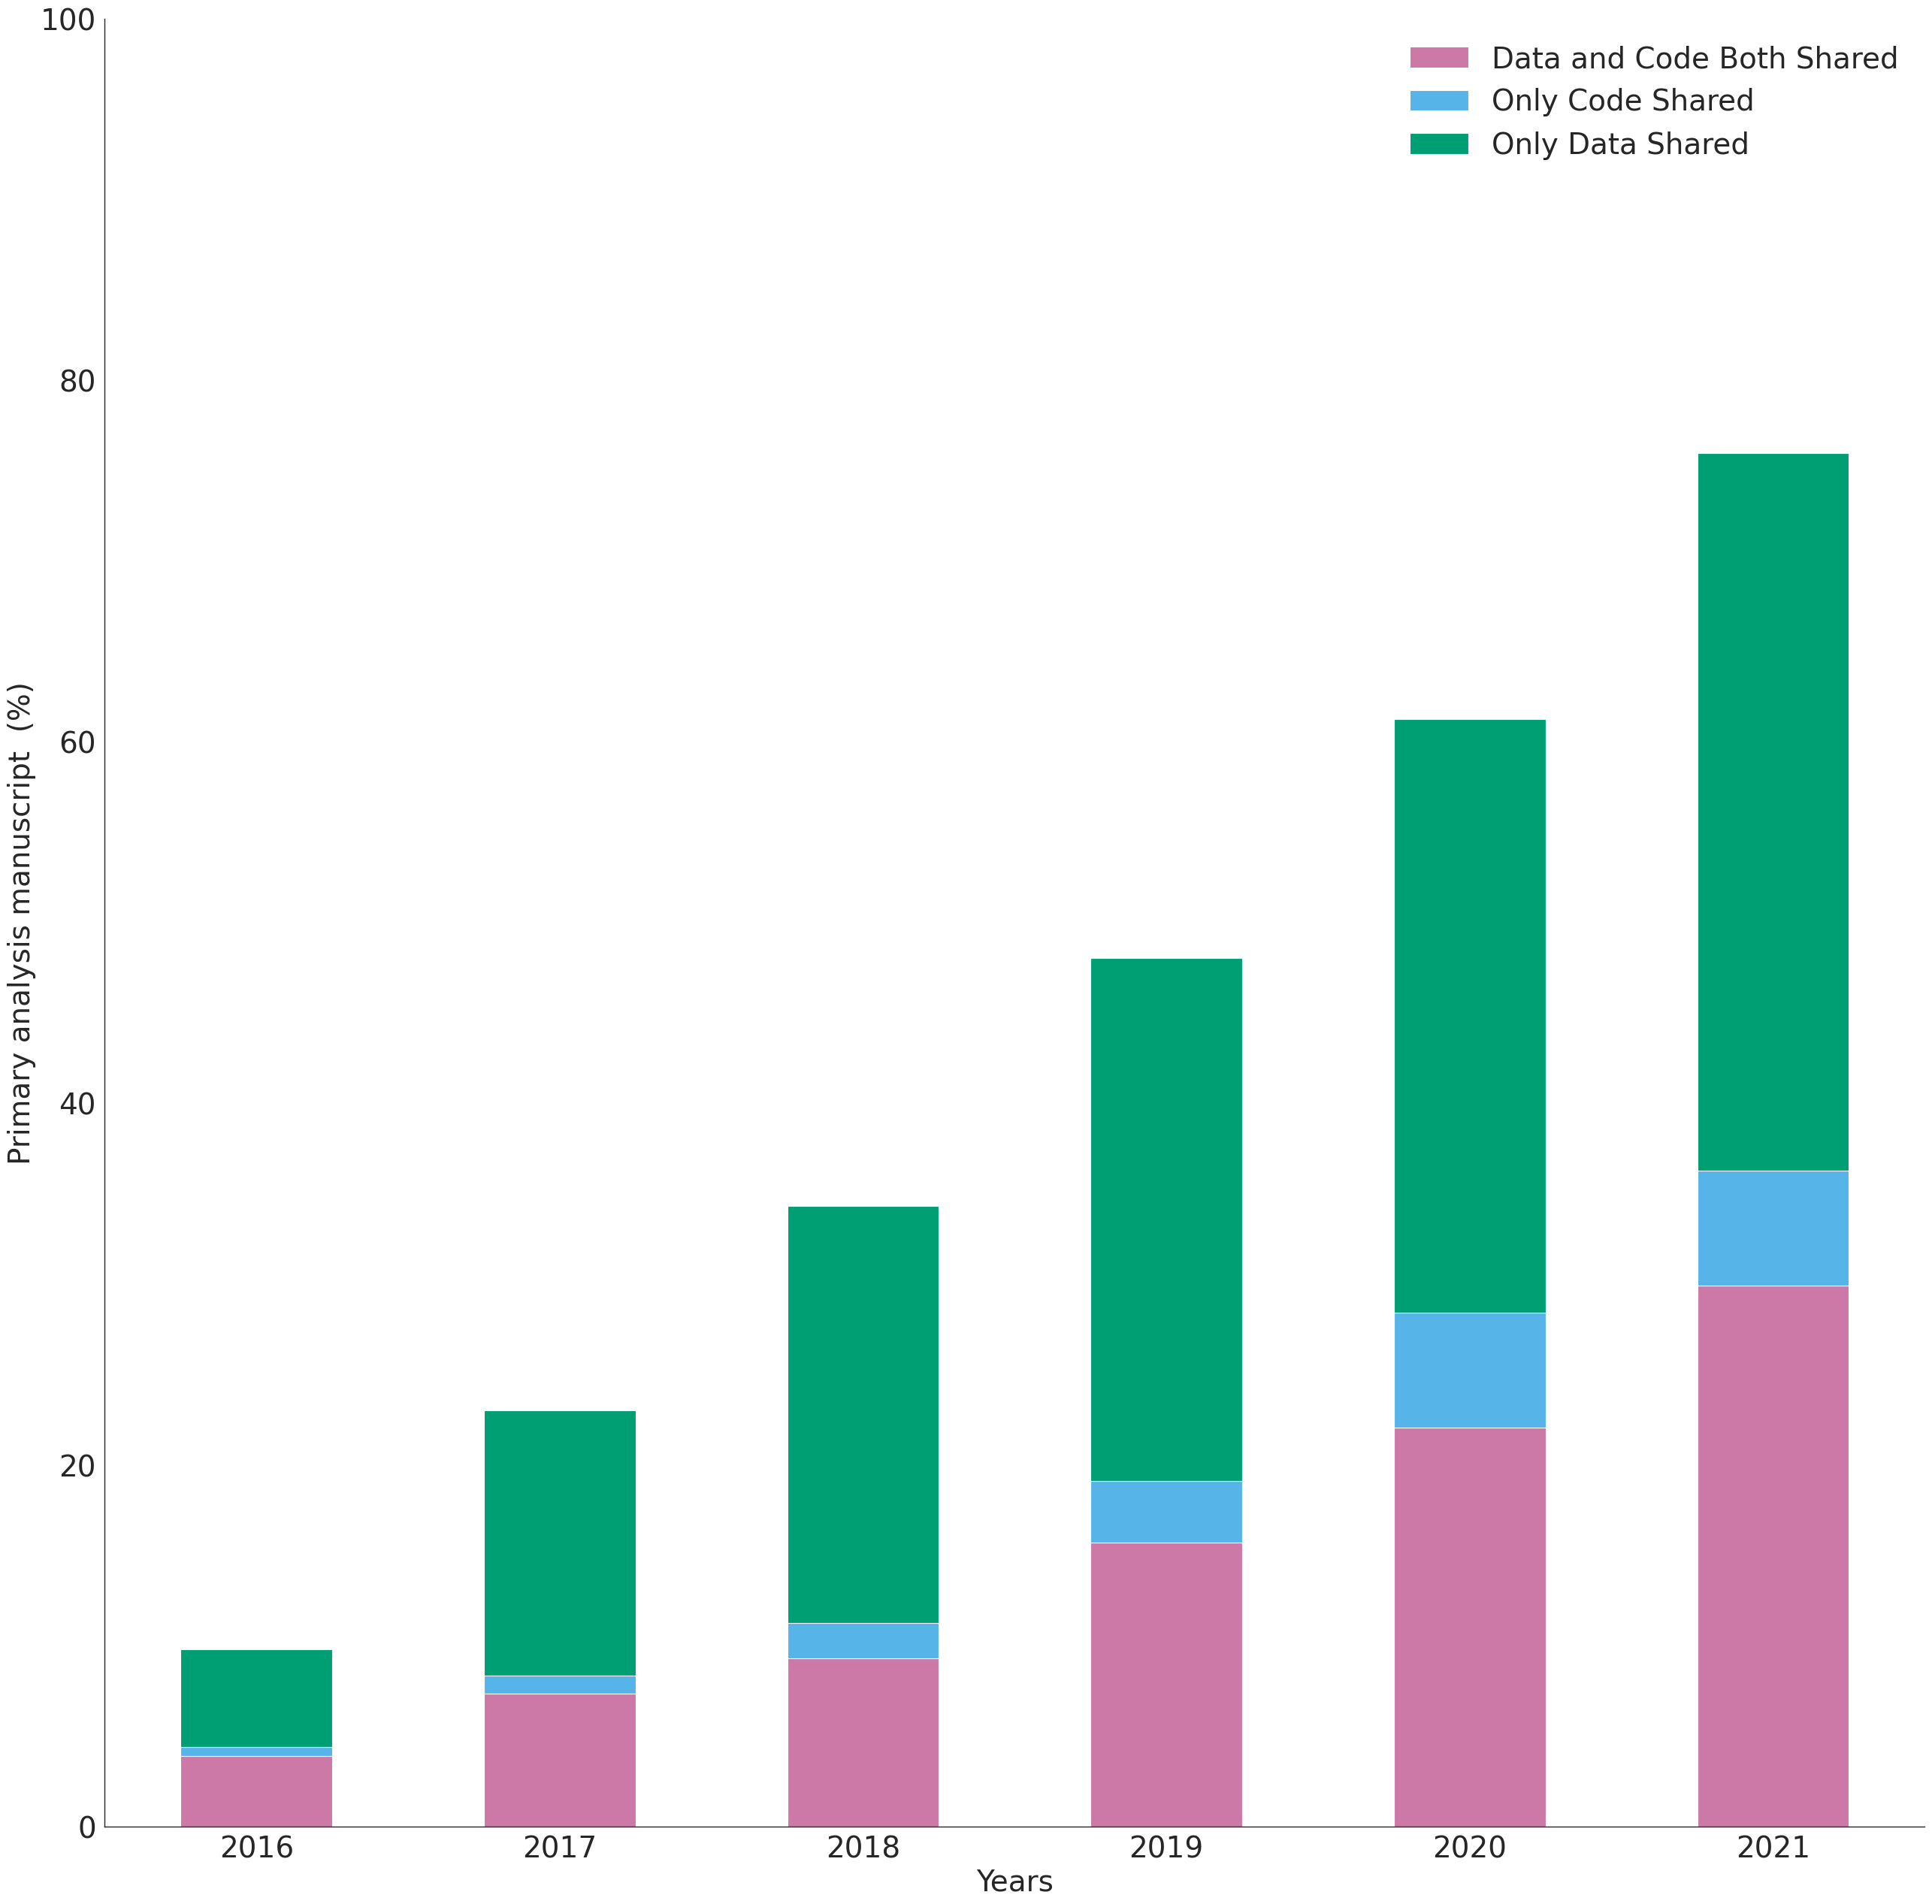 100
80
60
40
20
0
Primary analysis manuscript  (%)
Data and Code Both Shared
Only Code Shared
Only Data Shared
2016 2017 2018 2019 2020 2021
Years